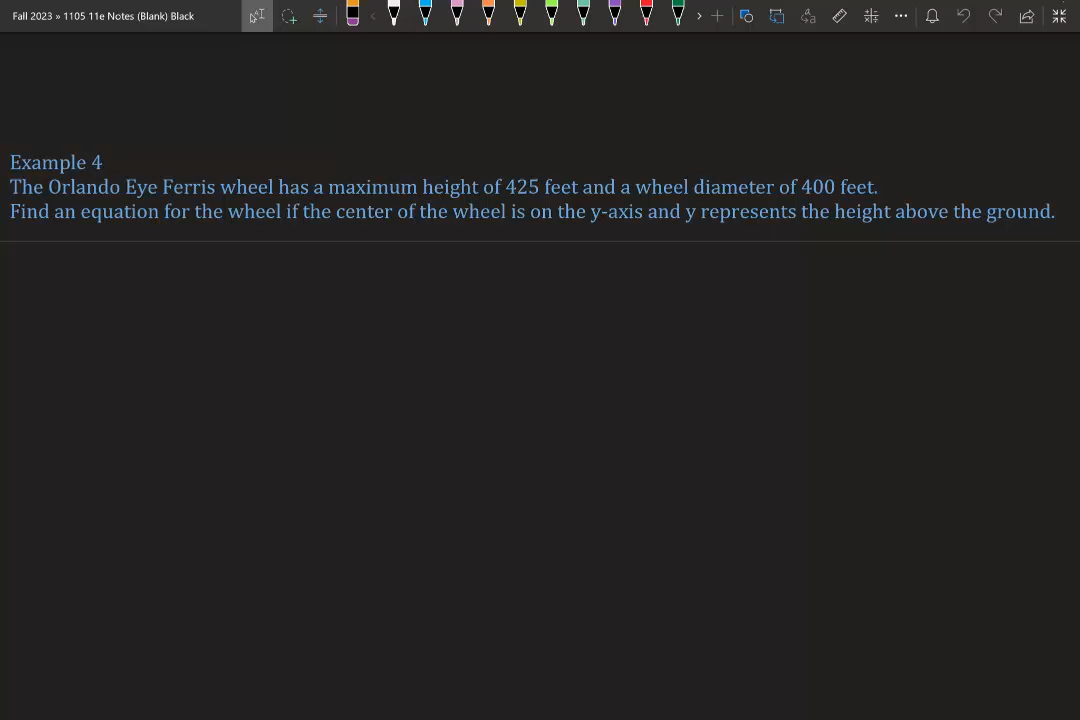 Fall 2023 » 1105 11e Notes (Blank) Black
Example 4
The Orlando Eye Ferris wheel has a maximum height of 425 feet and a wheel diameter of 400 feet.
Find an equation for the wheel if the center of the wheel is on the y-axis and y represents the height above the ground.